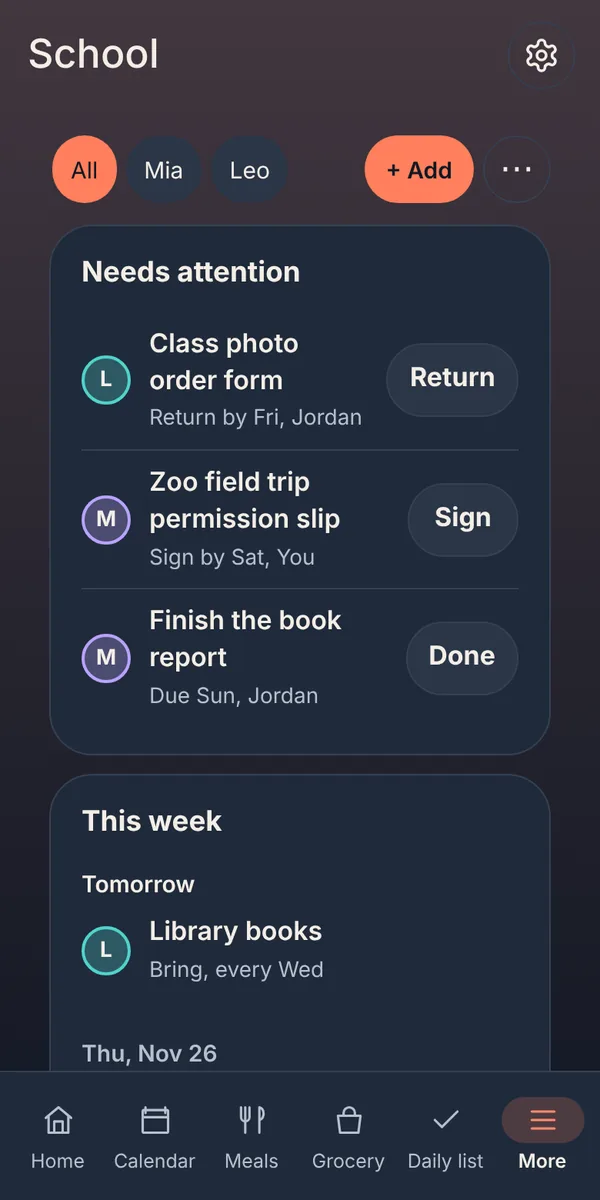 School
All
Mia
Leo
+ Add
...
Needs attention
L
Class photo
order form
Return by Fri, Jordan
Return
M
Zoo field trip
permission slip
Sign by Sat, You
Sign
M
Finish the book
report
Due Sun, Jordan
Done
This week
Tomorrow
L
Library books
Bring, every Wed
Thu, Nov 26
Home
Calendar
Meals
Grocery
Daily list
More